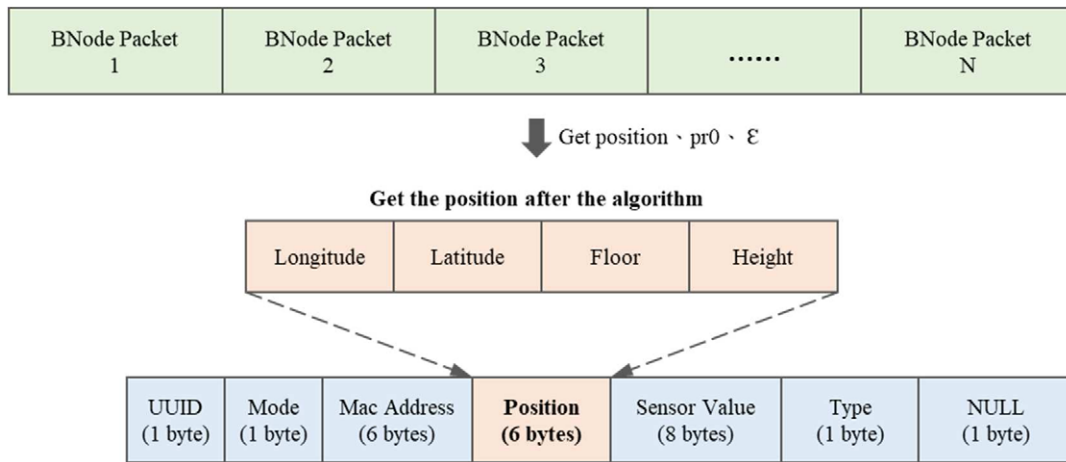 BNode Packet
1
BNode Packet
2
BNode Packet
3
......
BNode Packet
N
Get position、pr0、ε
Get the position after the algorithm
Longitude
Latitude
Floor
Height
UUID
(1 byte)
Mode
(1 byte)
Mac Address
(6 bytes)
Position
(6 bytes)
Sensor Value
(8 bytes)
Type
(1 byte)
NULL
(1 byte)